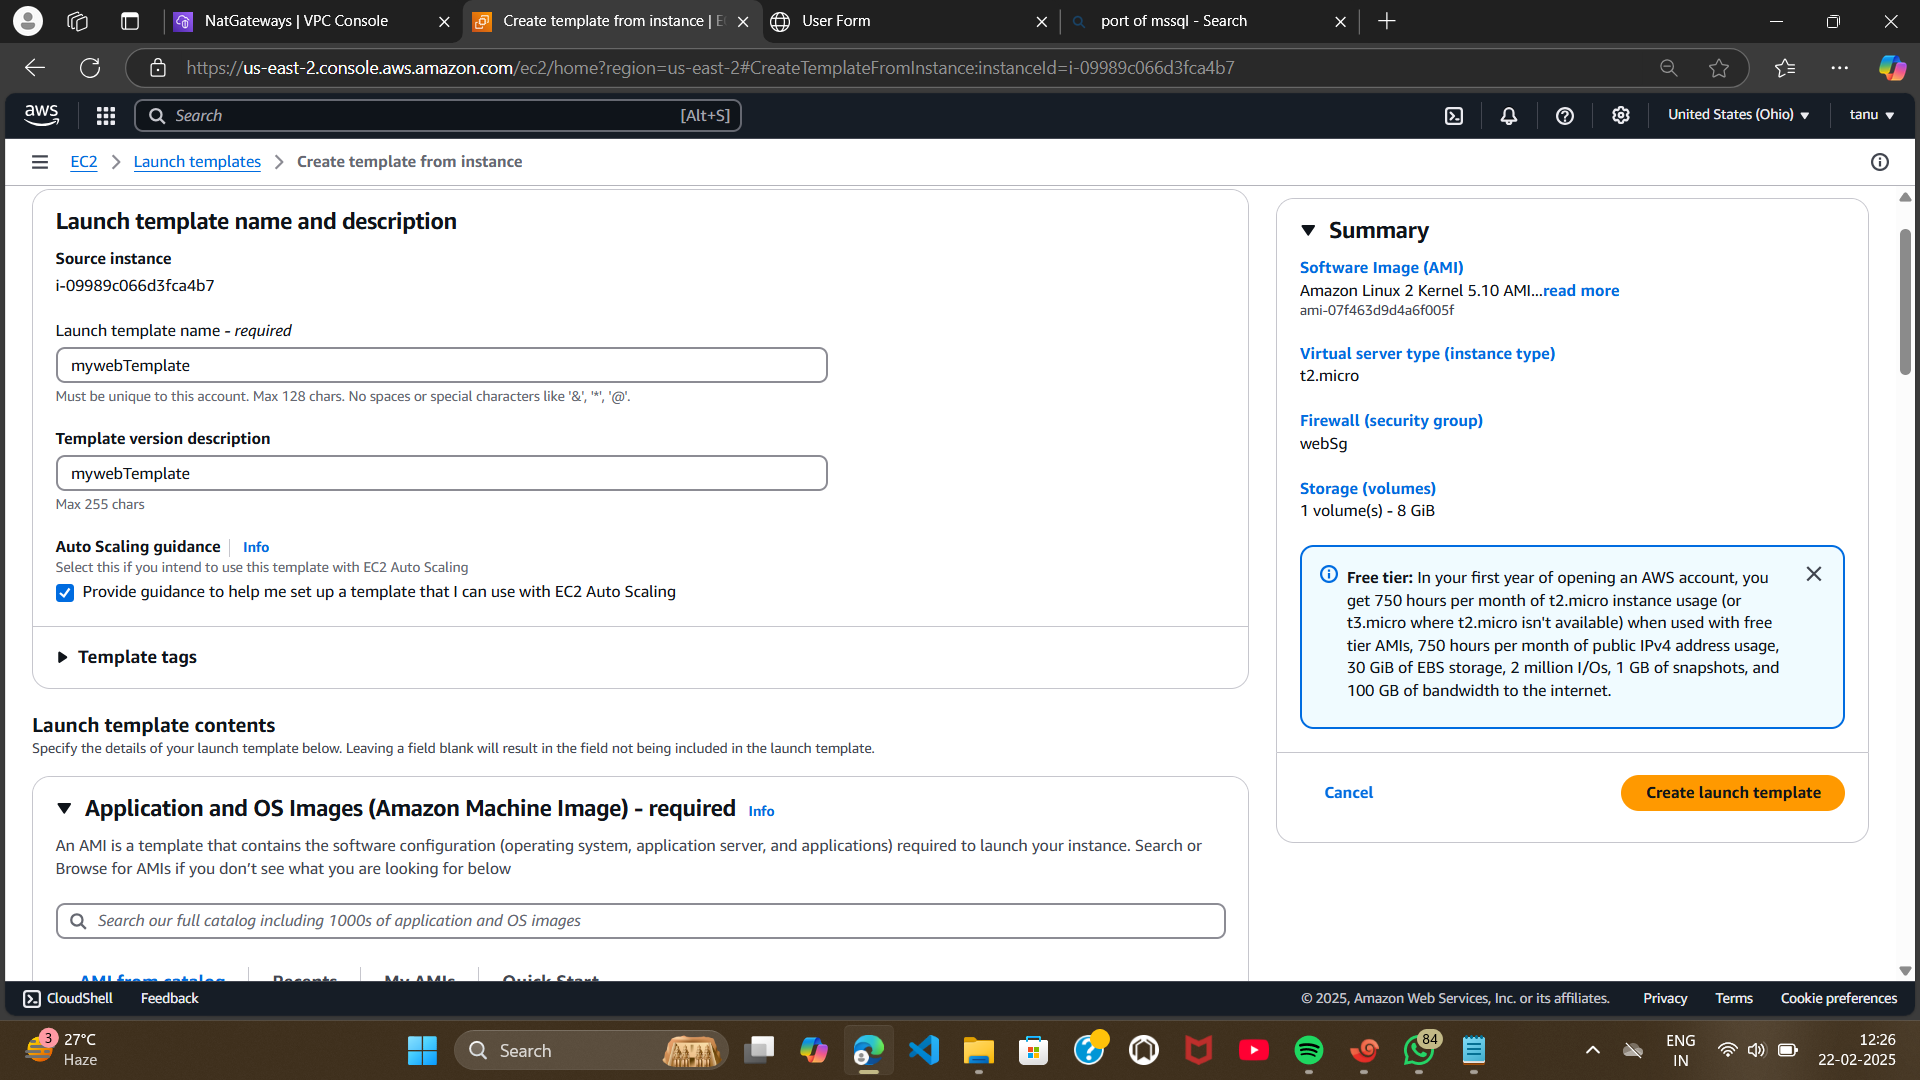 NatGateways | VPC Console
Create template from instance | E
User Form
port of mssql - Search
https://us-east-2.console.aws.amazon.com/ec2/home?region=us-east-2#CreateTemplateFromInstance:instanceId=i-09989c066d3fca4b7
aws
Search
[Alt+S]
United States (Ohio)
tanu
EC2
Launch templates
Create template from instance
Launch template name and description
Source instance
i-09989c066d3fca4b7
Launch template name - required
mywebTemplate
Must be unique to this account. Max 128 chars. No spaces or special characters like '&', '*', '@'.
Template version description
mywebTemplate
Max 255 chars
Auto Scaling guidance
Info
Select this if you intend to use this template with EC2 Auto Scaling
Provide guidance to help me set up a template that I can use with EC2 Auto Scaling
Template tags
Launch template contents
Specify the details of your launch template below. Leaving a field blank will result in the field not being included in the launch template.
Application and OS Images (Amazon Machine Image) - required
Info
An AMI is a template that contains the software configuration (operating system, application server, and applications) required to launch your instance. Search or
Browse for AMIs if you don’t see what you are looking for below
Search our full catalog including 1000s of application and OS images
AMI from catalog
Recents
My AMIs
Quick Start
Summary
Software Image (AMI)
Amazon Linux 2 Kernel 5.10 AMI...read more
ami-07f463d9d4a6f005f
Virtual server type (instance type)
t2.micro
Firewall (security group)
webSg
Storage (volumes)
1 volume(s) - 8 GiB
Free tier: In your first year of opening an AWS account, you
get 750 hours per month of t2.micro instance usage (or
t3.micro where t2.micro isn't available) when used with free
tier AMIs, 750 hours per month of public IPv4 address usage,
30 GiB of EBS storage, 2 million I/Os, 1 GB of snapshots, and
100 GB of bandwidth to the internet.
Cancel
Create launch template
CloudShell
Feedback
© 2025, Amazon Web Services, Inc. or its affiliates.
Privacy
Terms
Cookie preferences
3
27°C
Haze
Search
84
ENG
IN
12:26
22-02-2025